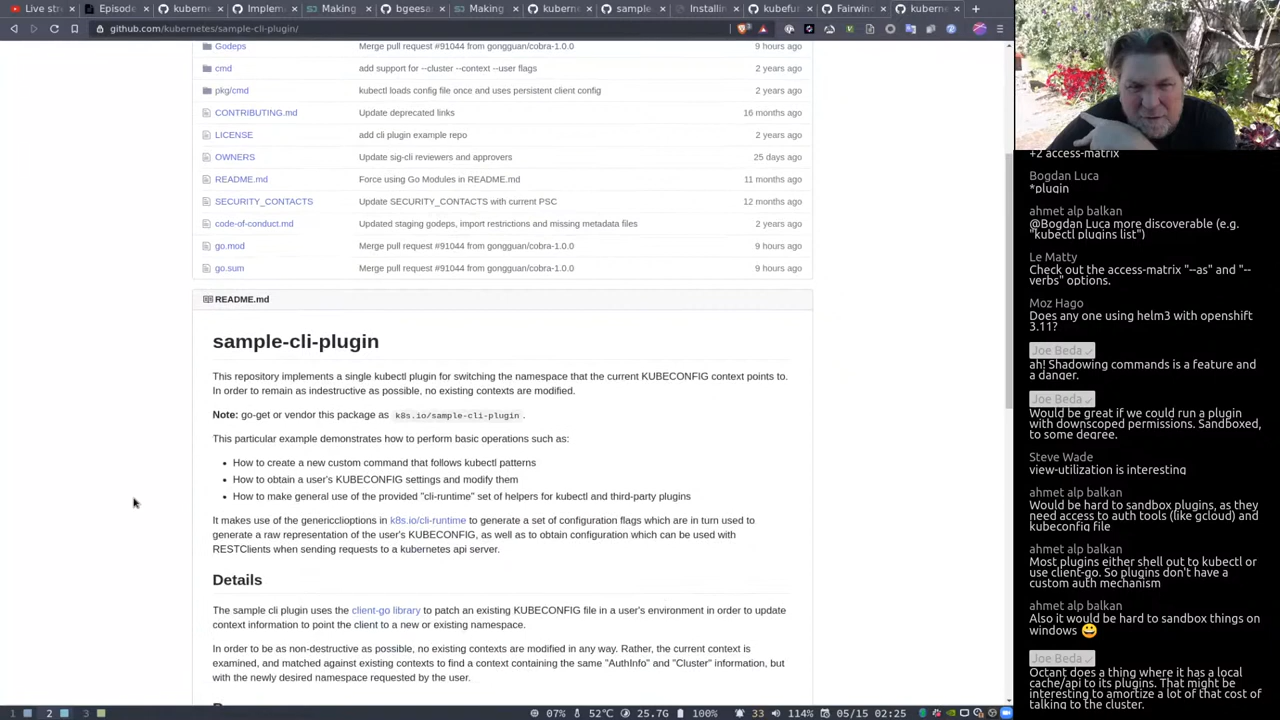 Live stre
Episode
kuberne
Implem
Making
bgeesa
Making
kuberne
sample.
Installin
kubefut
Fairwin
kuberne
github.com/kubernetes/sample-cli-plugin/
Godeps Merge pull request #91044 from gongguan/cobra-1.0.0 9 hours ago
cmd add support for --cluster --context --user flags 2 years ago
pkg/cmd kubectl loads config file once and uses persistent client config 2 years ago
CONTRIBUTING.md Update deprecated links 16 months ago
LICENSE add cli plugin example repo 2 years ago
OWNERS Update sig-cli reviewers and approvers 25 days ago
README.md Force using Go Modules in README.md 11 months ago
SECURITY_CONTACTS Update SECURITY_CONTACTS with current PSC 12 months ago
code-of-conduct.md Updated staging godeps, import restrictions and missing metadata files 2 years ago
go.mod Merge pull request #91044 from gongguan/cobra-1.0.0 9 hours ago
go.sum Merge pull request #91044 from gongguan/cobra-1.0.0 9 hours ago
README.md
sample-cli-plugin
This repository implements a single kubectl plugin for switching the namespace that the current KUBECONFIG context points to.
In order to remain as indestructive as possible, no existing contexts are modified.
Note: go-get or vendor this package as k8s.io/sample-cli-plugin.
This particular example demonstrates how to perform basic operations such as:
• How to create a new custom command that follows kubectl patterns
• How to obtain a user's KUBECONFIG settings and modify them
• How to make general use of the provided "cli-runtime" set of helpers for kubectl and third-party plugins
It makes use of the genericclioptions in k8s.io/cli-runtime to generate a set of configuration flags which are in turn used to
generate a raw representation of the user's KUBECONFIG, as well as to obtain configuration which can be used with
RESTClients when sending requests to a kubernetes api server.
Details
The sample cli plugin uses the client-go library to patch an existing KUBECONFIG file in a user's environment in order to update
context information to point the client to a new or existing namespace.
In order to be as non-destructive as possible, no existing contexts are modified in any way. Rather, the current context is
examined, and matched against existing contexts to find a context containing the same "AuthInfo" and "Cluster" information, but
with the newly desired namespace requested by the user.
+2 access-matrix
Bogdan Luca
*plugin
ahmet alp balkan
@Bogdan Luca more discoverable (e.g.
"kubectl plugins list")
Le Matty
Check out the access-matrix "--as" and "--
verbs" options.
Moz Hago
Does any one using helm3 with openshift
3.11?
Joe Beda ✓
ah! Shadowing commands is a feature and
a danger.
Joe Beda ✓
Would be great if we could run a plugin
with downscoped permissions. Sandboxed,
to some degree.
Steve Wade
view-utilization is interesting
ahmet alp balkan
Would be hard to sandbox plugins, as they
need access to auth tools (like gcloud) and
kubeconfig file
ahmet alp balkan
Most plugins either shell out to kubectl or
use client-go. So plugins don't have a
custom auth mechanism
ahmet alp balkan
Also it would be hard to sandbox things on
windows 😀
Joe Beda ✓
Octant does a thing where it has a local
cache/api to its plugins. That might be
interesting to amortize a lot of that cost of
talking to the cluster.
1 2 3 07% 52°C 25.7G 100% 33 114% 05/15 02:25